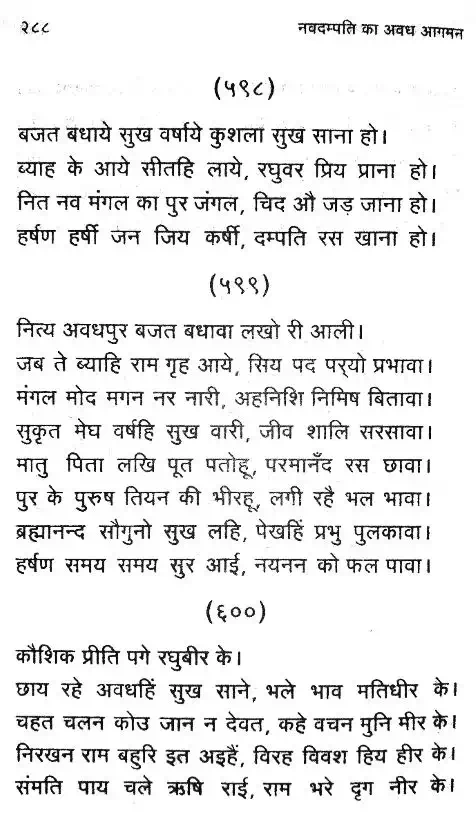 २८८ नवदम्पति का अवध आगमन
(५९८)
बजत बधाये सुख वर्षाये कुशला सुख साना हो।
ब्याह के आये सीतहि लाये, रघुवर प्रिय प्राना हो।
नित नव मंगल का पुर जंगल, चिद औ जड़ जाना हो।
हर्षण हर्षी जन जिय कर्षी, दम्पति रस खाना हो।
(५९९)
नित्य अवधपुर बजत बधावा लखो री आली।
जब ते ब्याहि राम गृह आये, सिय पद पर्‌यो प्रभावा।
मंगल मोद मगन नर नारी, अहनिशि निमिष बितावा।
सुकृत मेघ वर्षहि सुख वारी, जीव शालि सरसावा।
मातु पिता लखि पूत पतोहू, परमानँद रस छावा।
पुर के पुरुष तियन की भीरहू, लगी रहै भल भावा।
ब्रह्मानन्द सौगुनो सुख लहि, पेखहिं प्रभु पुलकावा।
हर्षण समय समय सुर आई, नयनन को फल पावा।
(६००)
कौशिक प्रीति पगे रघुबीर के।
छाय रहे अवधहिं सुख साने, भले भाव मतिधीर के।
चहत चलन कोउ जान न देवत, कहे वचन मुनि मीर के।
निरखन राम बहुरि इत अइहैं, विरह विवश हिय हीर के।
संमति पाय चले ऋषि राई, राम भरे दृग नीर के।